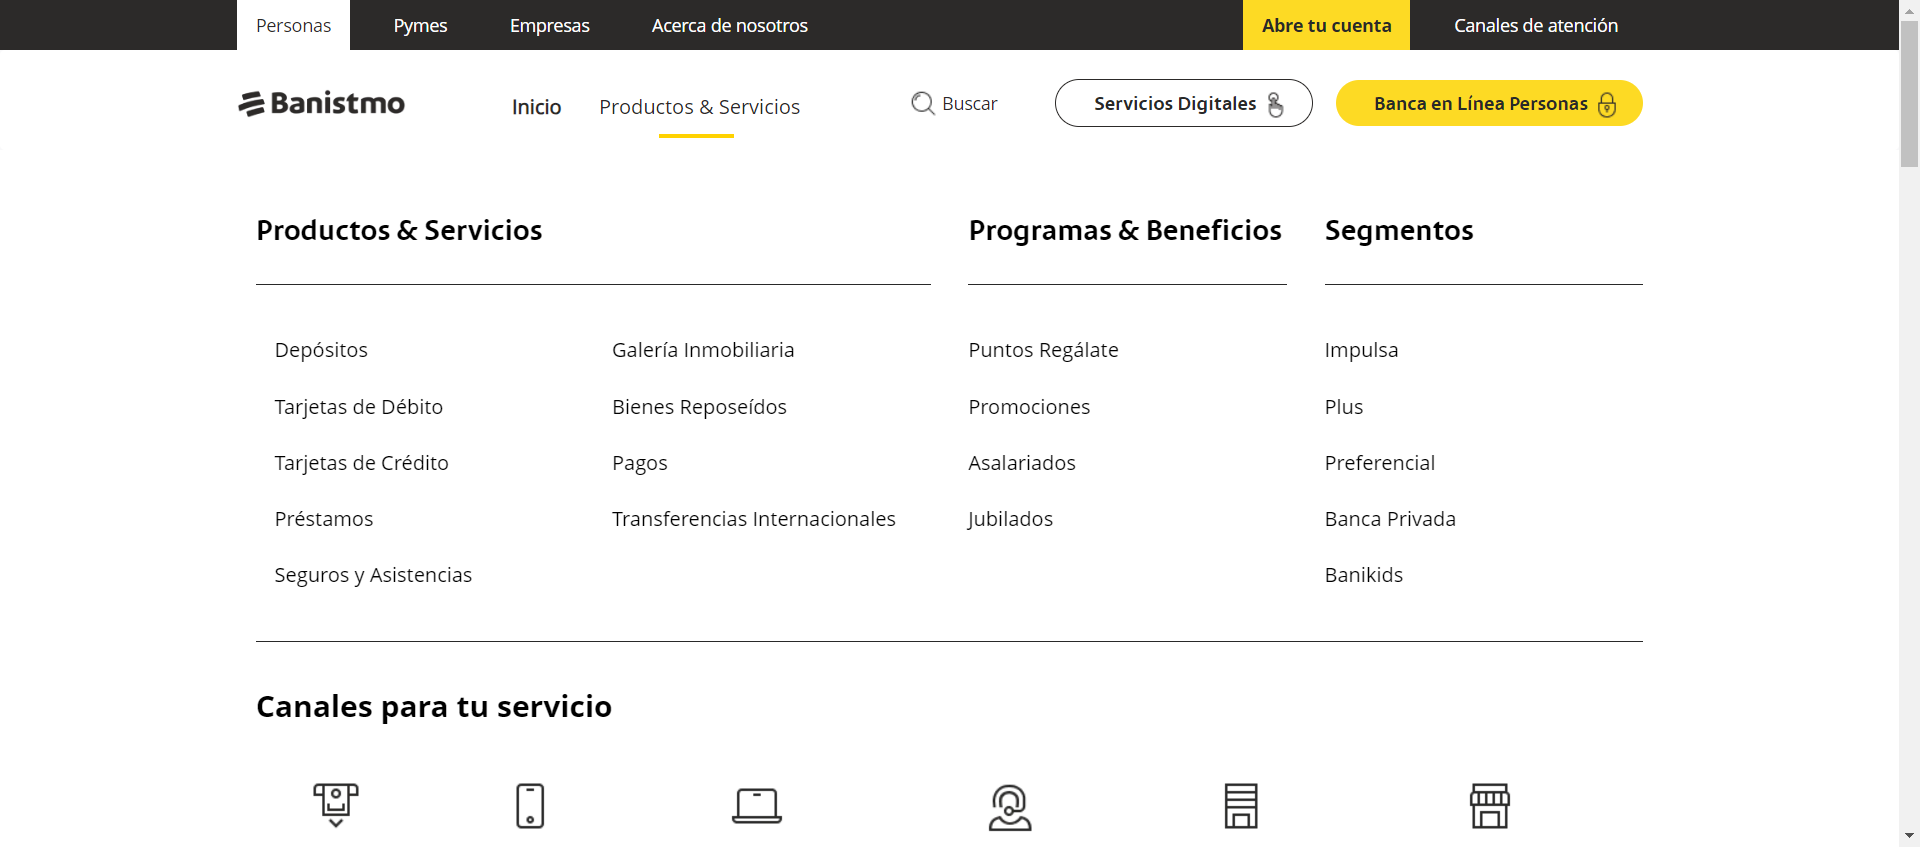 Personas
Pymes
Empresas
Acerca de nosotros
Abre tu cuenta
Canales de atención
Banistmo
Inicio
Productos & Servicios
Buscar
Servicios Digitales
Banca en Línea Personas
Productos & Servicios
Depósitos
Tarjetas de Débito
Tarjetas de Crédito
Préstamos
Seguros y Asistencias
Galería Inmobiliaria
Bienes Reposeídos
Pagos
Transferencias Internacionales
Programas & Beneficios
Puntos Regálate
Promociones
Asalariados
Jubilados
Segmentos
Impulsa
Plus
Preferencial
Banca Privada
Banikids
Canales para tu servicio